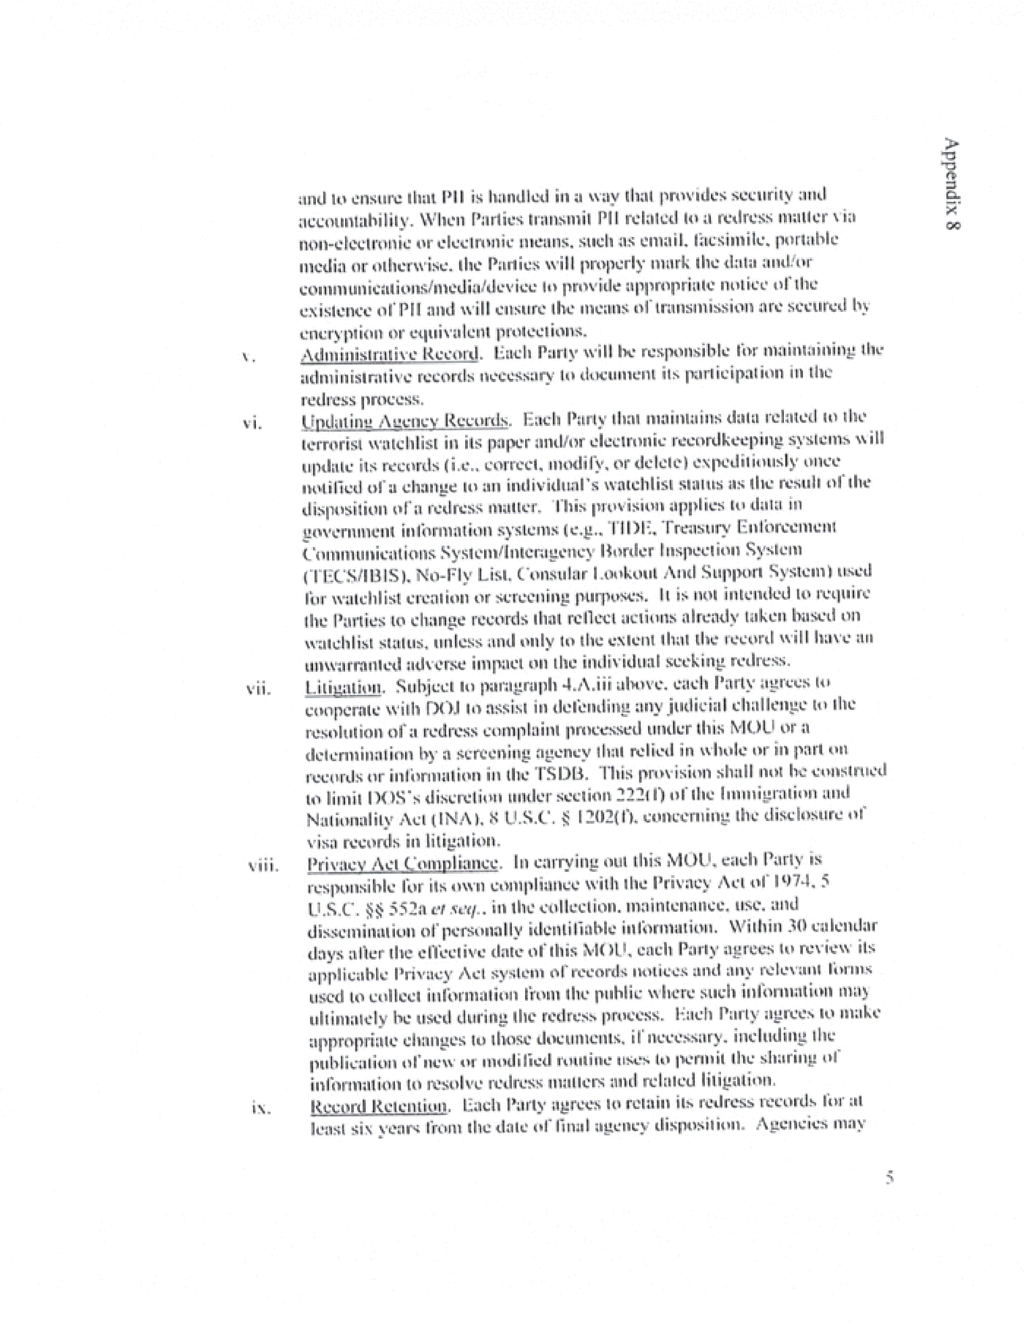 Appendix 8
and to ensure that PII is handled in a way that provides security and
accountability. When Parties transmit PII related to a redress matter via
non-electronic or electronic means, such as email, facsimile, portable
media or otherwise, the Parties will properly mark the data and/or
communications/media/device to provide appropriate notice of the
existence of PII and will ensure the means of transmission are secured by
encryption or equivalent protections.
v. Administrative Record. Each Party will be responsible for maintaining the
administrative records necessary to document its participation in the
redress process.
vi. Updating Agency Records. Each Party that maintains data related to the
terrorist watchlist in its paper and/or electronic recordkeeping systems will
update its records (i.e., correct, modify, or delete) expeditiously once
notified of a change to an individual's watchlist status as the result of the
disposition of a redress matter. This provision applies to data in
government information systems (e.g., TIDE, Treasury Enforcement
Communications System/Interagency Border Inspection System
(TECS/IBIS), No-Fly List, Consular Lookout And Support System) used
for watchlist creation or screening purposes. It is not intended to require
the Parties to change records that reflect actions already taken based on
watchlist status, unless and only to the extent that the record will have an
unwarranted adverse impact on the individual seeking redress.
vii. Litigation. Subject to paragraph 4.A.iii above, each Party agrees to
cooperate with DOJ to assist in defending any judicial challenge to the
resolution of a redress complaint processed under this MOU or a
determination by a screening agency that relied in whole or in part on
records or information in the TSDB. This provision shall not be construed
to limit DOS's discretion under section 222(f) of the Immigration and
Nationality Act (INA), 8 U.S.C. § 1202(f), concerning the disclosure of
visa records in litigation.
viii. Privacy Act Compliance. In carrying out this MOU, each Party is
responsible for its own compliance with the Privacy Act of 1974, 5
U.S.C. §§ 552a et seq., in the collection, maintenance, use, and
dissemination of personally identifiable information. Within 30 calendar
days after the effective date of this MOU, each Party agrees to review its
applicable Privacy Act system of records notices and any relevant forms
used to collect information from the public where such information may
ultimately be used during the redress process. Each Party agrees to make
appropriate changes to those documents, if necessary, including the
publication of new or modified routine uses to permit the sharing of
information to resolve redress matters and related litigation.
ix. Record Retention. Each Party agrees to retain its redress records for at
least six years from the date of final agency disposition. Agencies may
5